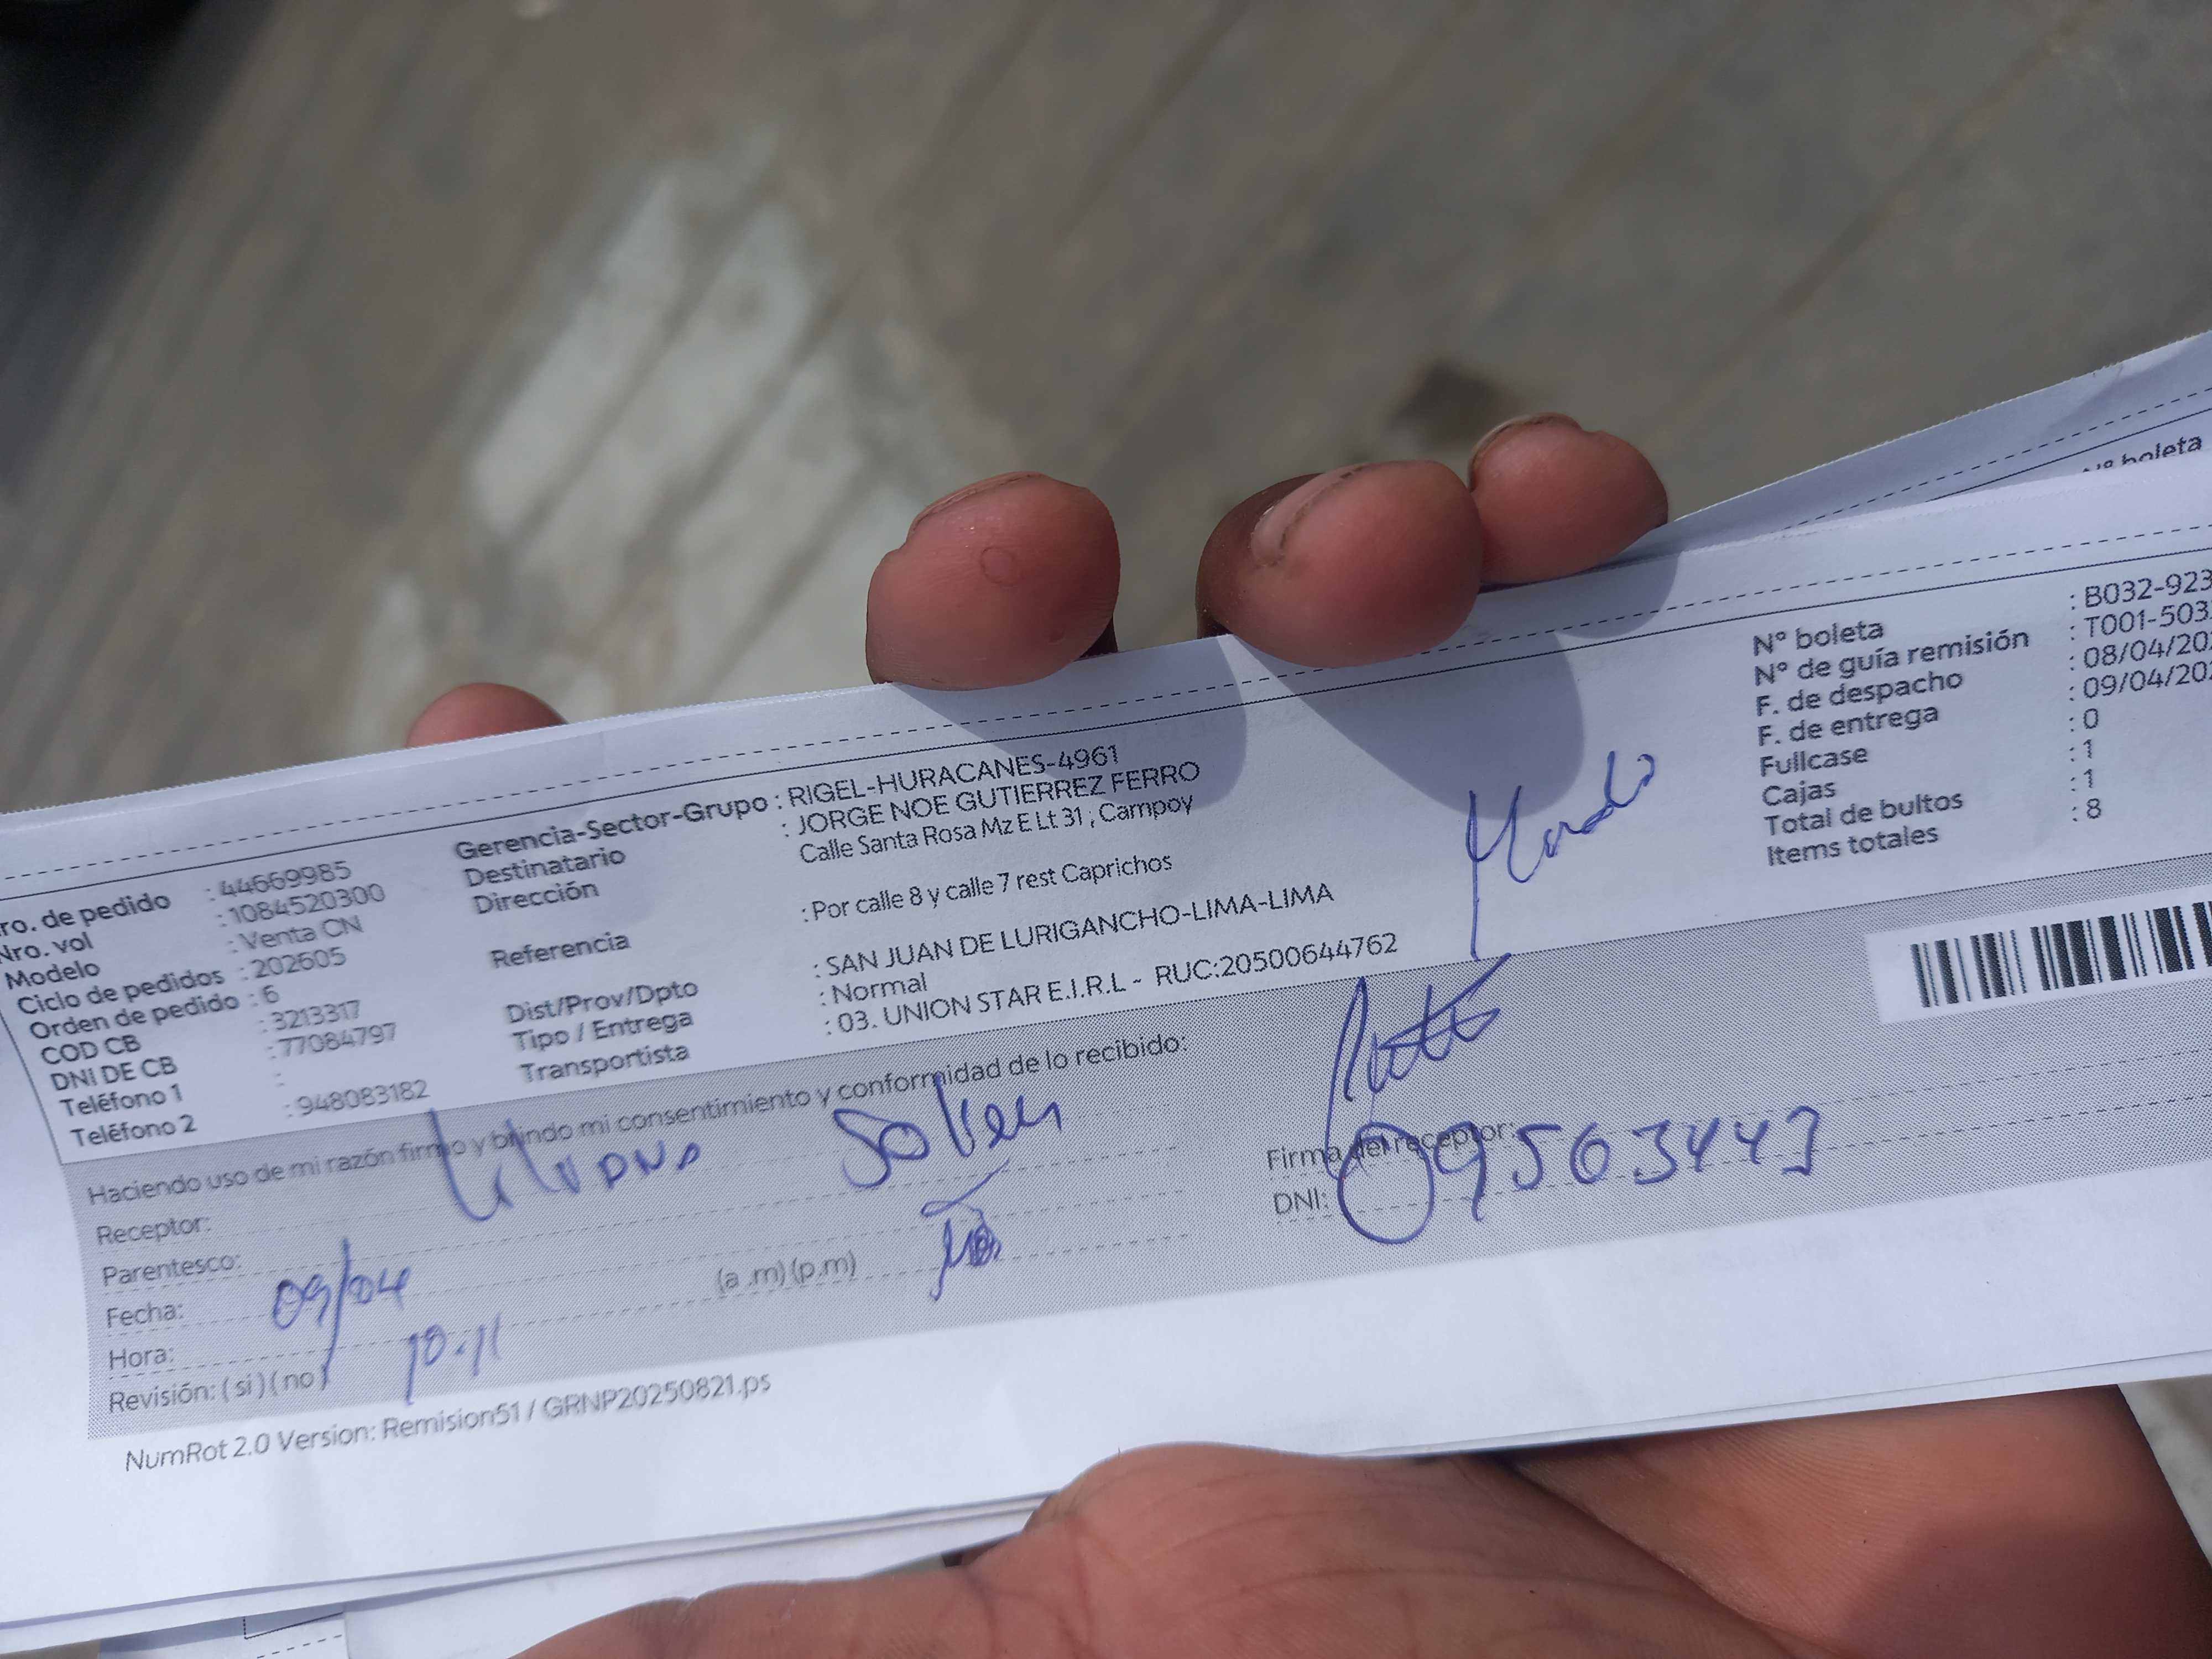 Nº boleta
ro. de pedido : 44669985
Nro. vol : 1084520300
Modelo : Venta CN
Ciclo de pedidos : 202605
Orden de pedido : 6
COD CB : 3213317
DNI DE CB : 77084797
Teléfono 1 :
Teléfono 2 : 948083182
Gerencia-Sector-Grupo : RIGEL-HURACANES-4961
Destinatario : JORGE NOE GUTIERREZ FERRO
Dirección Calle Santa Rosa Mz E Lt 31 ; Campoy
Referencia : Por calle 8 y calle 7 rest Caprichos
Dist/Prov/Dpto : SAN JUAN DE LURIGANCHO-LIMA-LIMA
Tipo / Entrega : Normal
Transportista : 03. UNION STAR E.I.R.L - RUC:20500644762
Nº boleta : B032-923
Nº de guía remisión : T001-503
F. de despacho : 08/04/202
F. de entrega : 09/04/202
Fullcase : 0
Cajas : 1
Total de bultos : 1
Items totales : 8
Haciendo uso de mi razón firmo y brindo mi consentimiento y conformidad de lo recibido:
Receptor:
Parentesco:
Fecha: 09/04
Hora: 10.11 (a .m) (p.m)
Revisión: ( si ) ( no )
Firma del receptor:
DNI: 09563443
NumRot 2.0 Version: Remision51 / GRNP20250821.ps